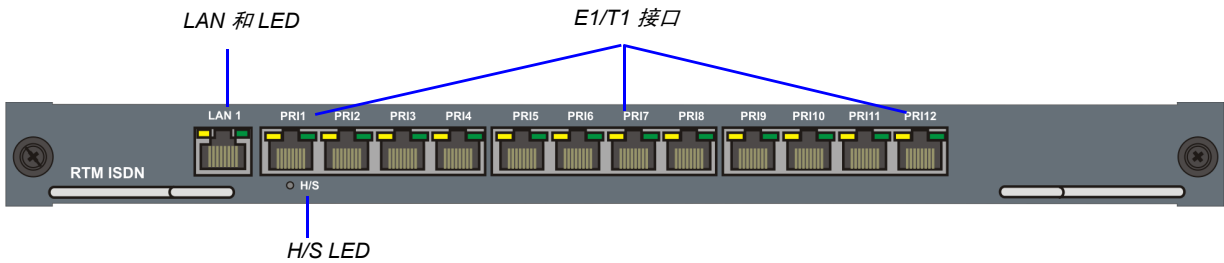 LAN 和 LED
E1/T1 接口
LAN 1 PRI1 PRI2 PRI3 PRI4 PRI5 PRI6 PRI7 PRI8 PRI9 PRI10 PRI11 PRI12
RTM ISDN
H/S
H/S LED